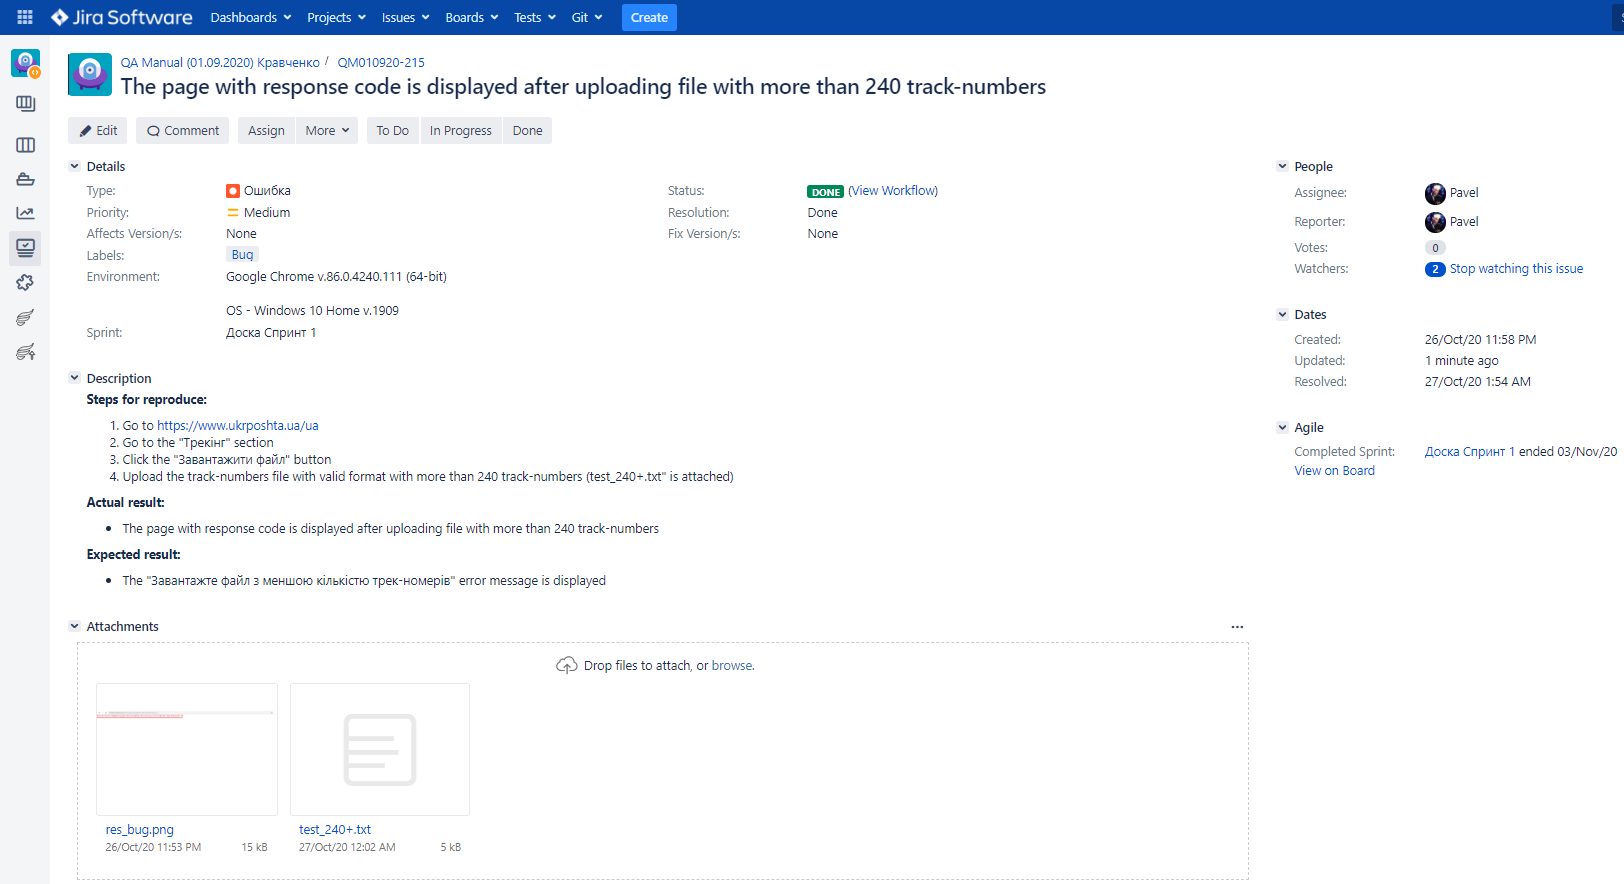 Jira Software Dashboards Projects Issues Boards Tests Git Create
QA Manual (01.09.2020) Кравченко / QM010920-215
The page with response code is displayed after uploading file with more than 240 track-numbers
Edit Comment Assign More To Do In Progress Done
Details
Type: Ошибка
Priority: Medium
Affects Version/s: None
Labels: Bug
Environment: Google Chrome v.86.0.4240.111 (64-bit)
OS - Windows 10 Home v.1909
Sprint: Доска Спринт 1
Status: DONE (View Workflow)
Resolution: Done
Fix Version/s: None
Description
Steps for reproduce:
1. Go to https://www.ukrposhta.ua/ua
2. Go to the "Трекінг" section
3. Click the "Завантажити файл" button
4. Upload the track-numbers file with valid format with more than 240 track-numbers (test_240+.txt" is attached)
Actual result:
• The page with response code is displayed after uploading file with more than 240 track-numbers
Expected result:
• The "Завантажте файл з меншою кількістю трек-номерів" error message is displayed
Attachments
Drop files to attach, or browse.
res_bug.png
26/Oct/20 11:53 PM 15 kB
test_240+.txt
27/Oct/20 12:02 AM 5 kB
People
Assignee: Pavel
Reporter: Pavel
Votes: 0
Watchers: 2 Stop watching this issue
Dates
Created: 26/Oct/20 11:58 PM
Updated: 1 minute ago
Resolved: 27/Oct/20 1:54 AM
Agile
Completed Sprint: Доска Спринт 1 ended 03/Nov/20
View on Board